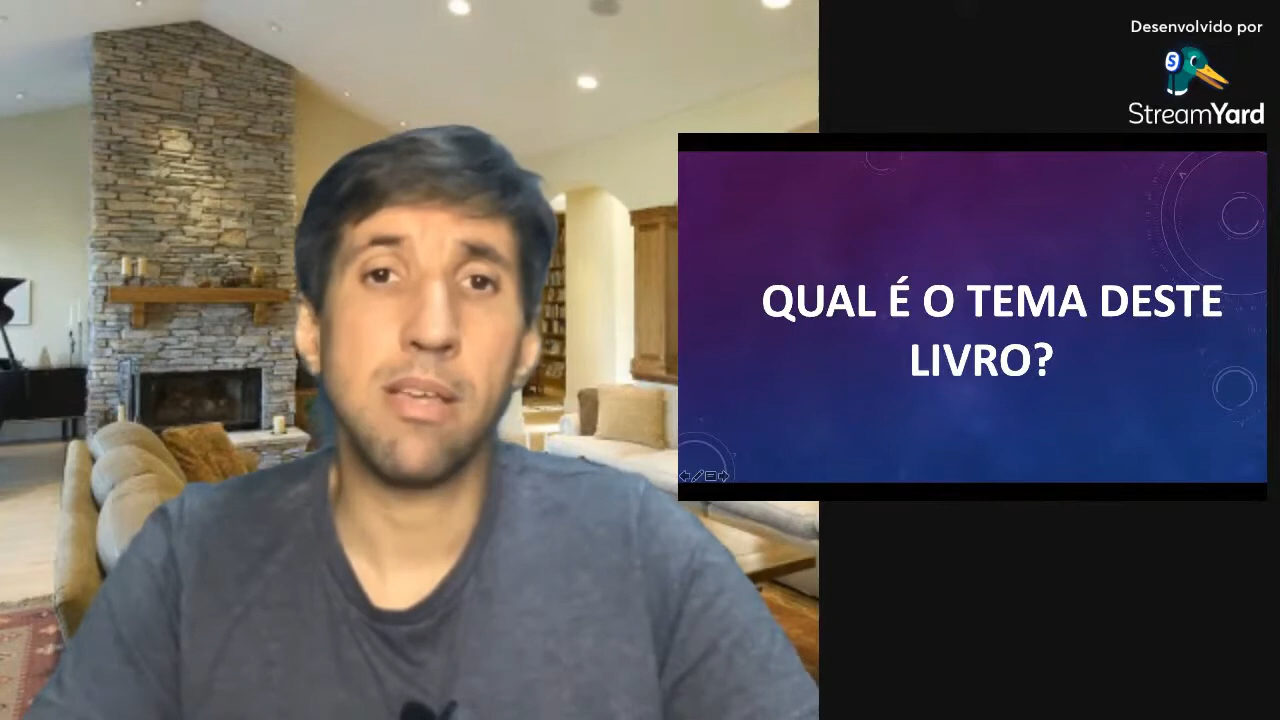 Desenvolvido por
StreamYard
QUAL É O TEMA DESTE
LIVRO?